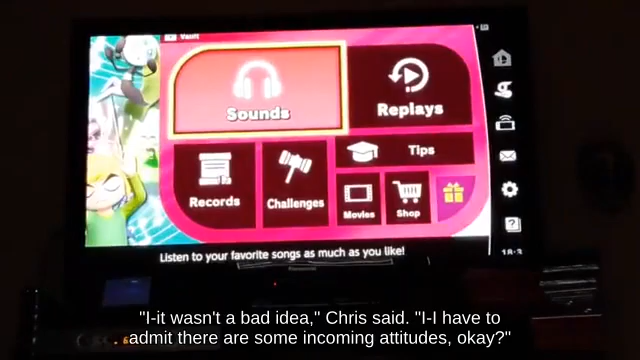 Vault
Sounds
Replays
Tips
Records
Challenges
Movies
Shop
Listen to your favorite songs as much as you like!
Panasonic
"I-it wasn't a bad idea," Chris said. "I-I have to
admit there are some incoming attitudes, okay?"